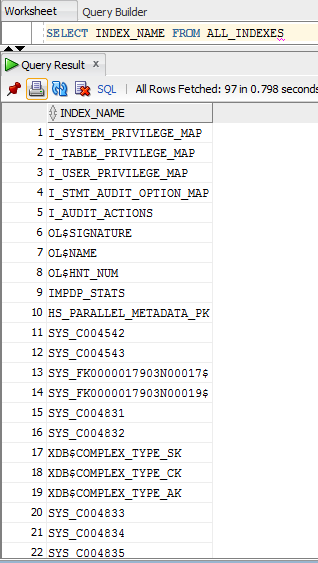 Worksheet Query Builder
SELECT INDEX_NAME FROM ALL_INDEXES
Query Result x
SQL | All Rows Fetched: 97 in 0.798 seconds
INDEX_NAME
1 I_SYSTEM_PRIVILEGE_MAP
2 I_TABLE_PRIVILEGE_MAP
3 I_USER_PRIVILEGE_MAP
4 I_STMT_AUDIT_OPTION_MAP
5 I_AUDIT_ACTIONS
6 OL$SIGNATURE
7 OL$NAME
8 OL$HNT_NUM
9 IMPDP_STATS
10 HS_PARALLEL_METADATA_PK
11 SYS_C004542
12 SYS_C004543
13 SYS_FK0000017903N00017$
14 SYS_FK0000017903N00019$
15 SYS_C004831
16 SYS_C004832
17 XDB$COMPLEX_TYPE_SK
18 XDB$COMPLEX_TYPE_CK
19 XDB$COMPLEX_TYPE_AK
20 SYS_C004833
21 SYS_C004834
22 SYS_C004835